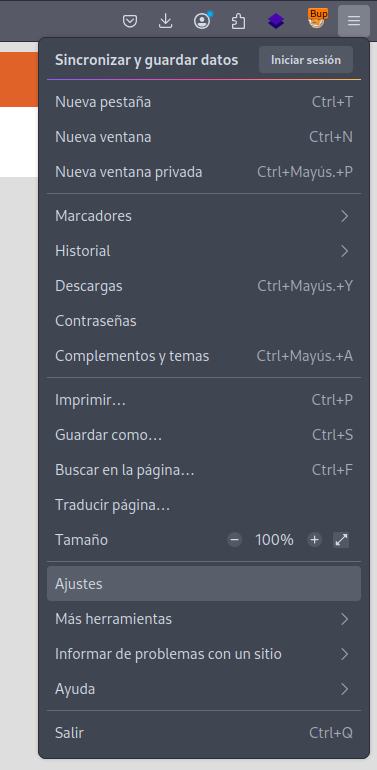 Bup
Sincronizar y guardar datos Iniciar sesión
Nueva pestaña Ctrl+T
Nueva ventana Ctrl+N
Nueva ventana privada Ctrl+Mayús.+P
Marcadores
Historial
Descargas Ctrl+Mayús.+Y
Contraseñas
Complementos y temas Ctrl+Mayús.+A
Imprimir... Ctrl+P
Guardar como... Ctrl+S
Buscar en la página... Ctrl+F
Traducir página...
Tamaño − 100% +
Ajustes
Más herramientas
Informar de problemas con un sitio
Ayuda
Salir Ctrl+Q